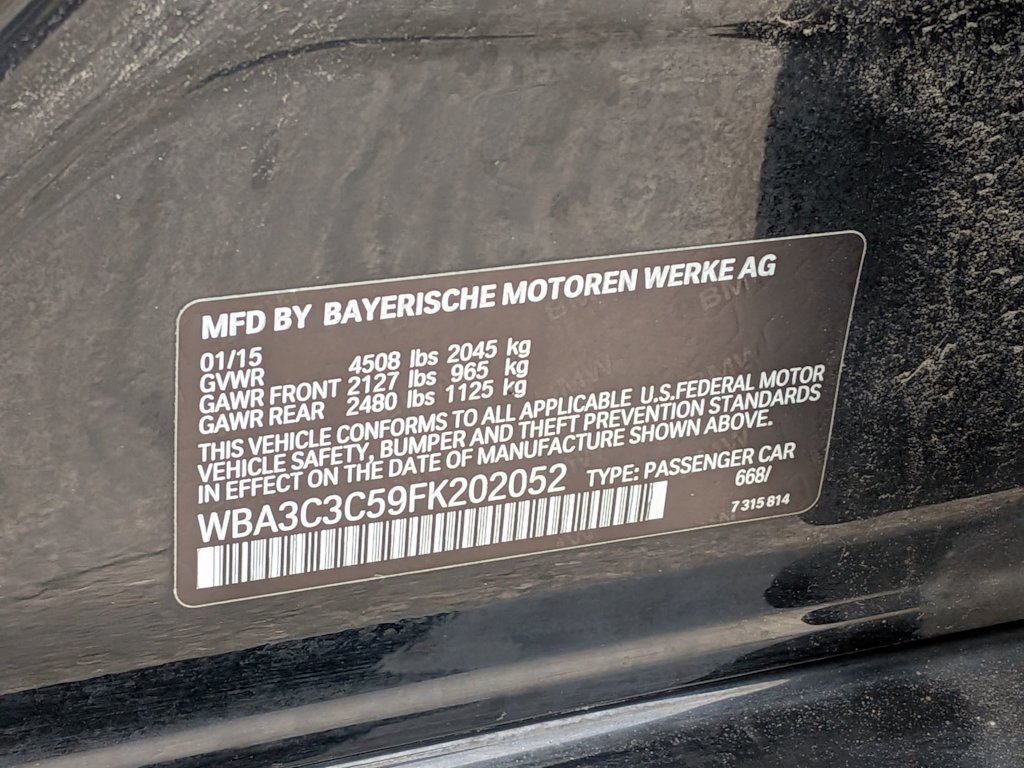 MFD BY BAYERISCHE MOTOREN WERKE AG
01/15
GVWR 4508 lbs 2045 kg
GAWR FRONT 2127 lbs 965 kg
GAWR REAR 2480 lbs 1125 kg
THIS VEHICLE CONFORMS TO ALL APPLICABLE U.S.FEDERAL MOTOR
VEHICLE SAFETY, BUMPER AND THEFT PREVENTION STANDARDS
IN EFFECT ON THE DATE OF MANUFACTURE SHOWN ABOVE.
WBA3C3C59FK202052 TYPE: PASSENGER CAR
668/
7 315 814